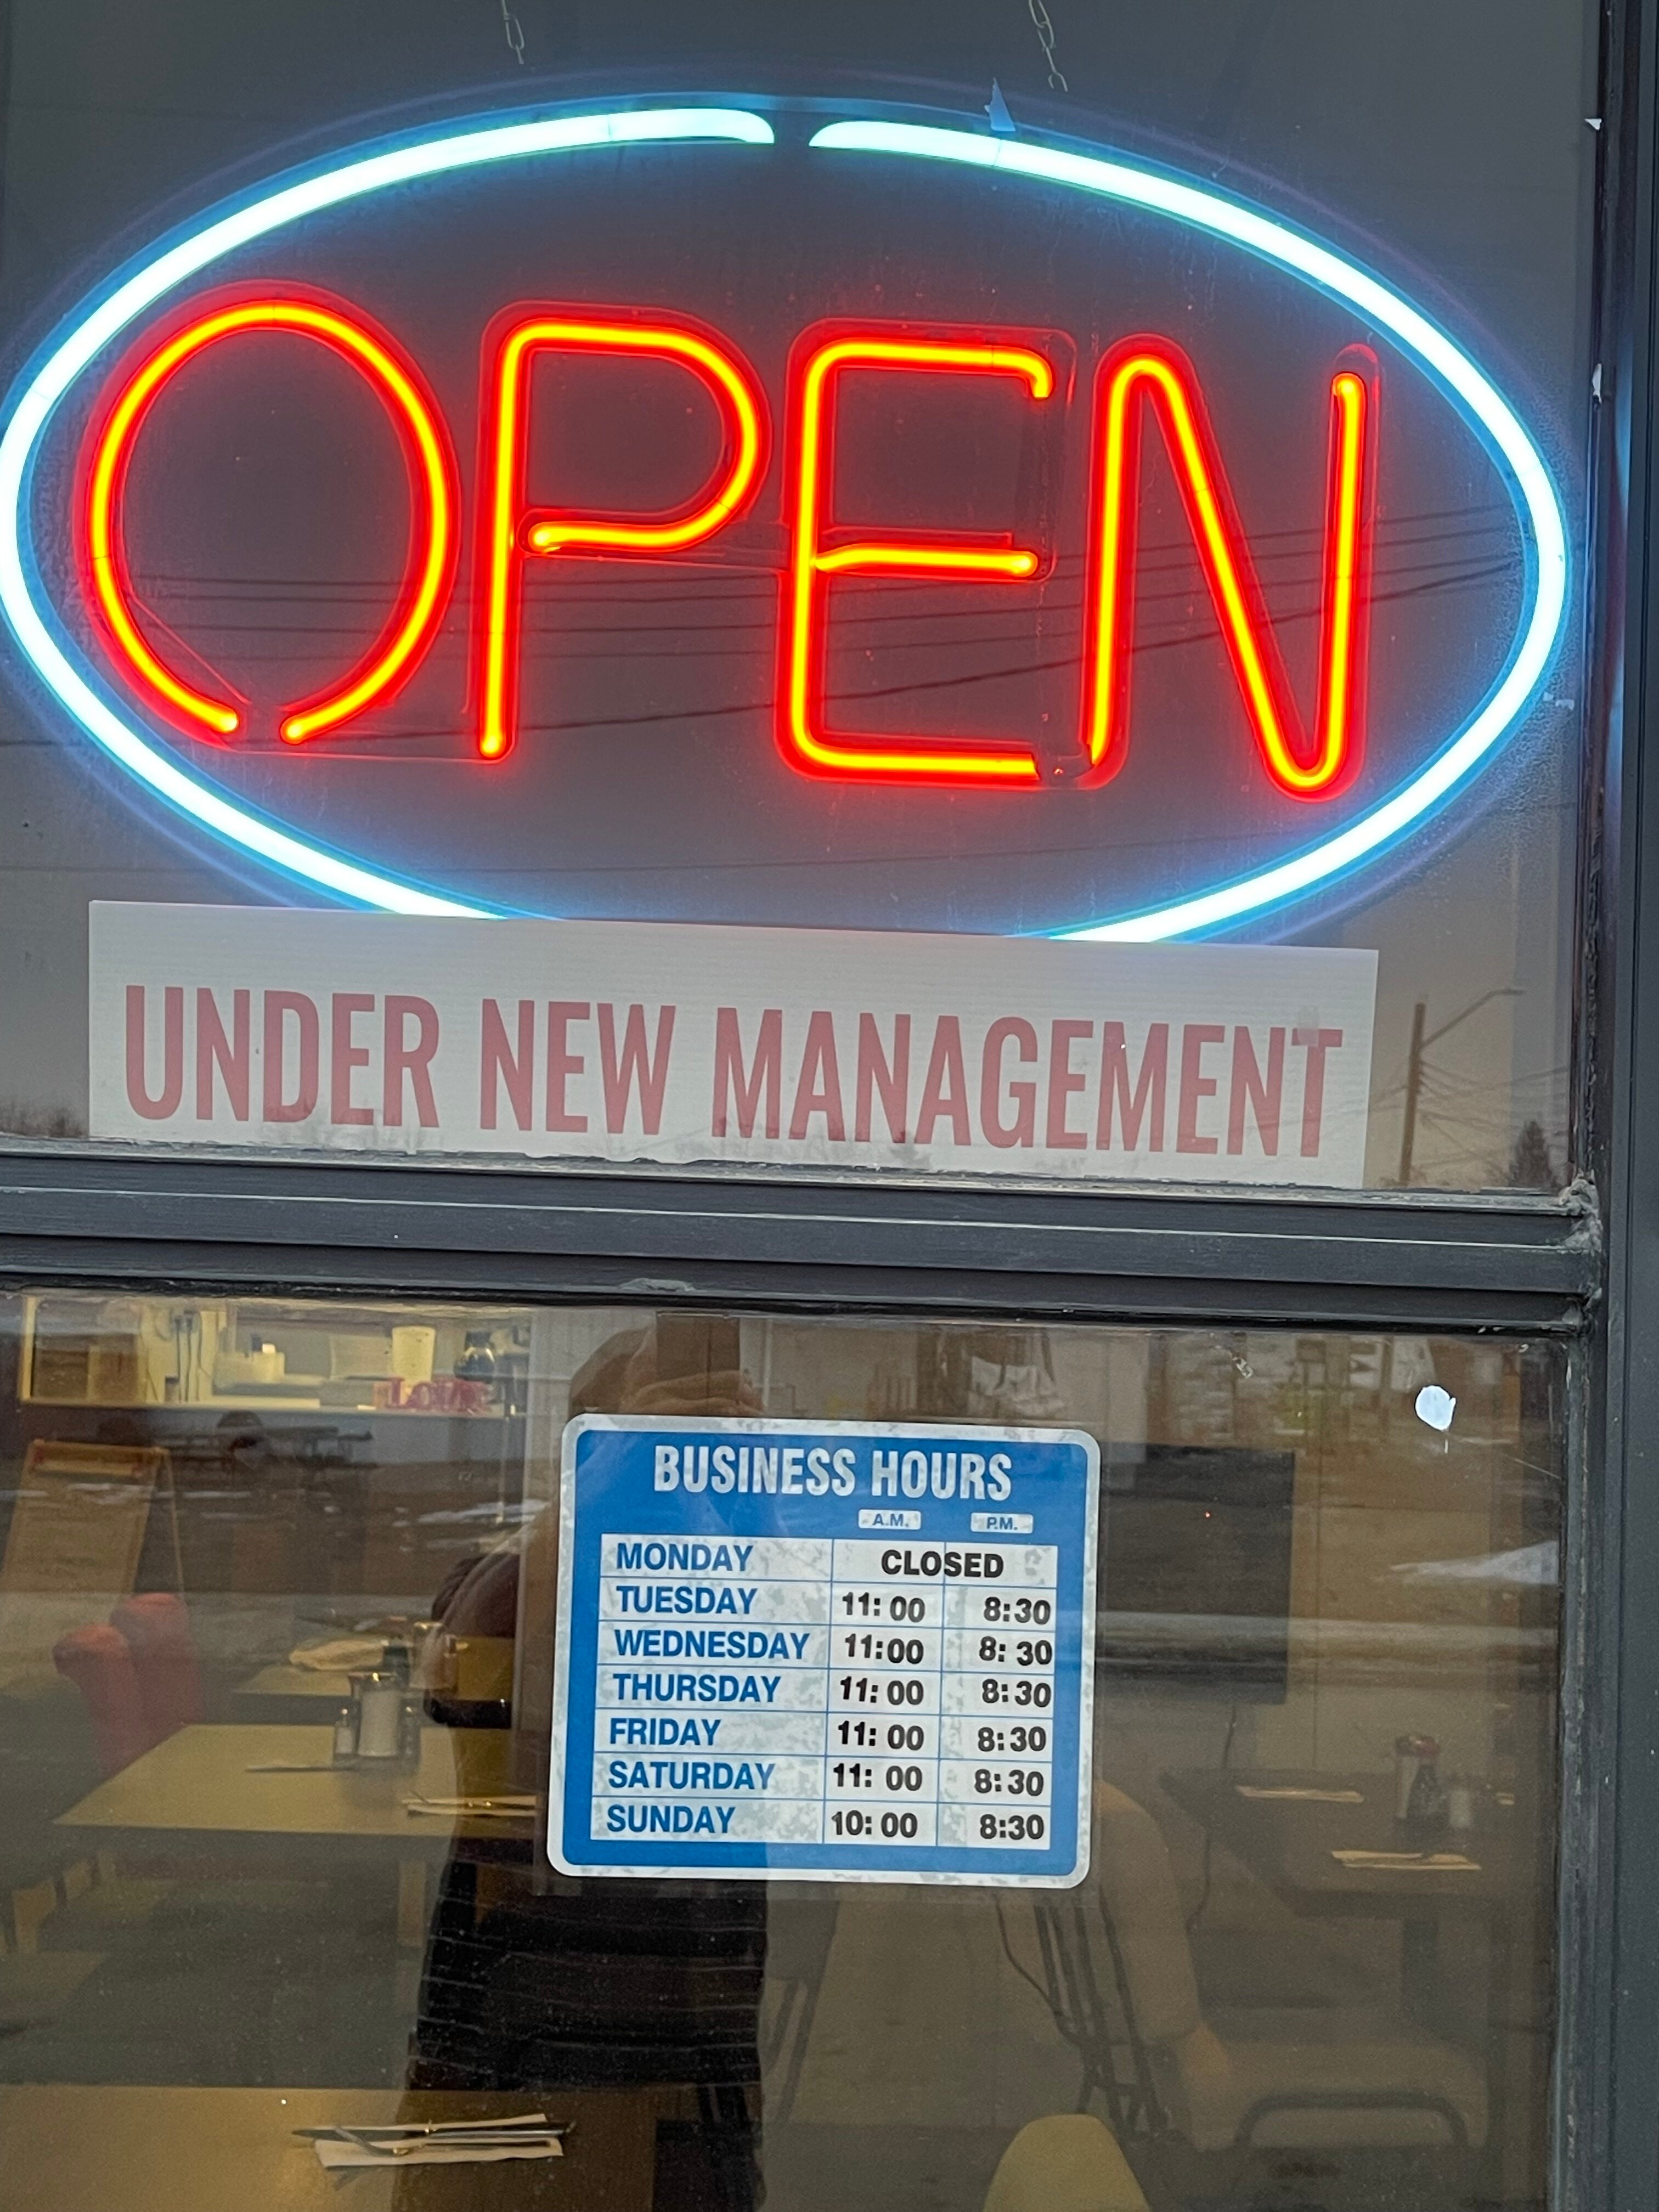 OPEN
UNDER NEW MANAGEMENT
BUSINESS HOURS
A.M. P.M.
MONDAY CLOSED
TUESDAY 11:00 8:30
WEDNESDAY 11:00 8:30
THURSDAY 11:00 8:30
FRIDAY 11:00 8:30
SATURDAY 11:00 8:30
SUNDAY 10:00 8:30